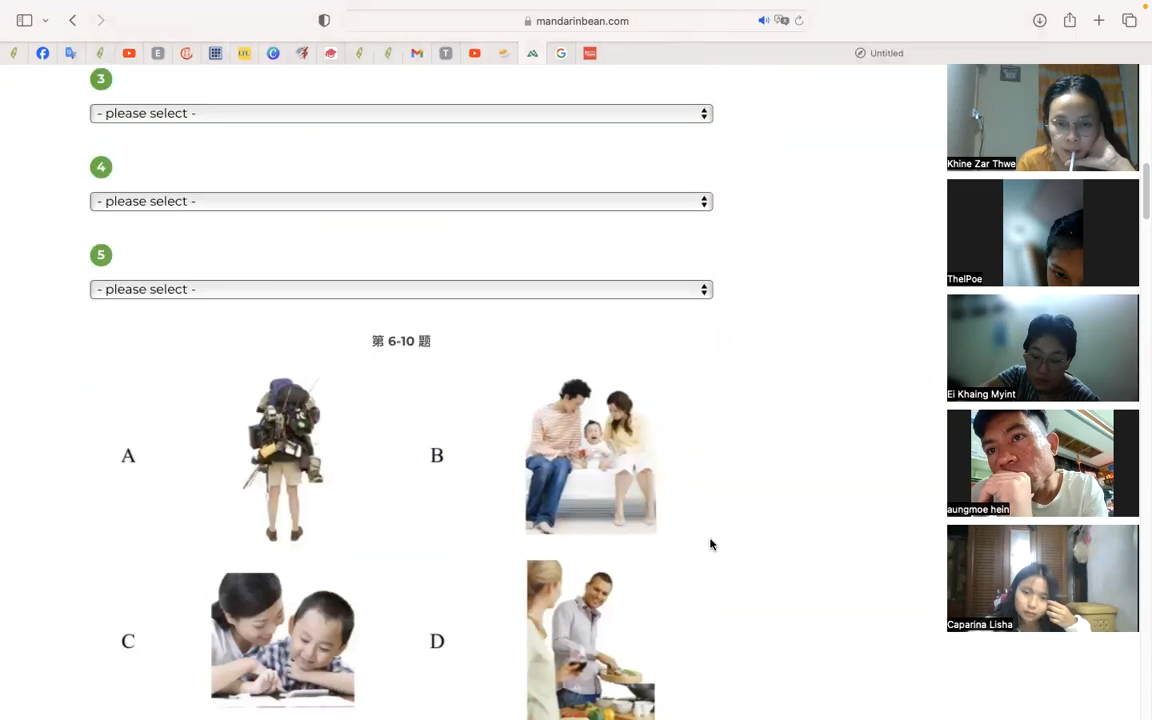 mandarinbean.com
Untitled
3
- please select -
4
- please select -
5
- please select -
第 6-10 题
A
B
C
D
Khine Zar Thwe
ThelPoe
Ei Khaing Myint
aungmoe hein
Caparina Lisha